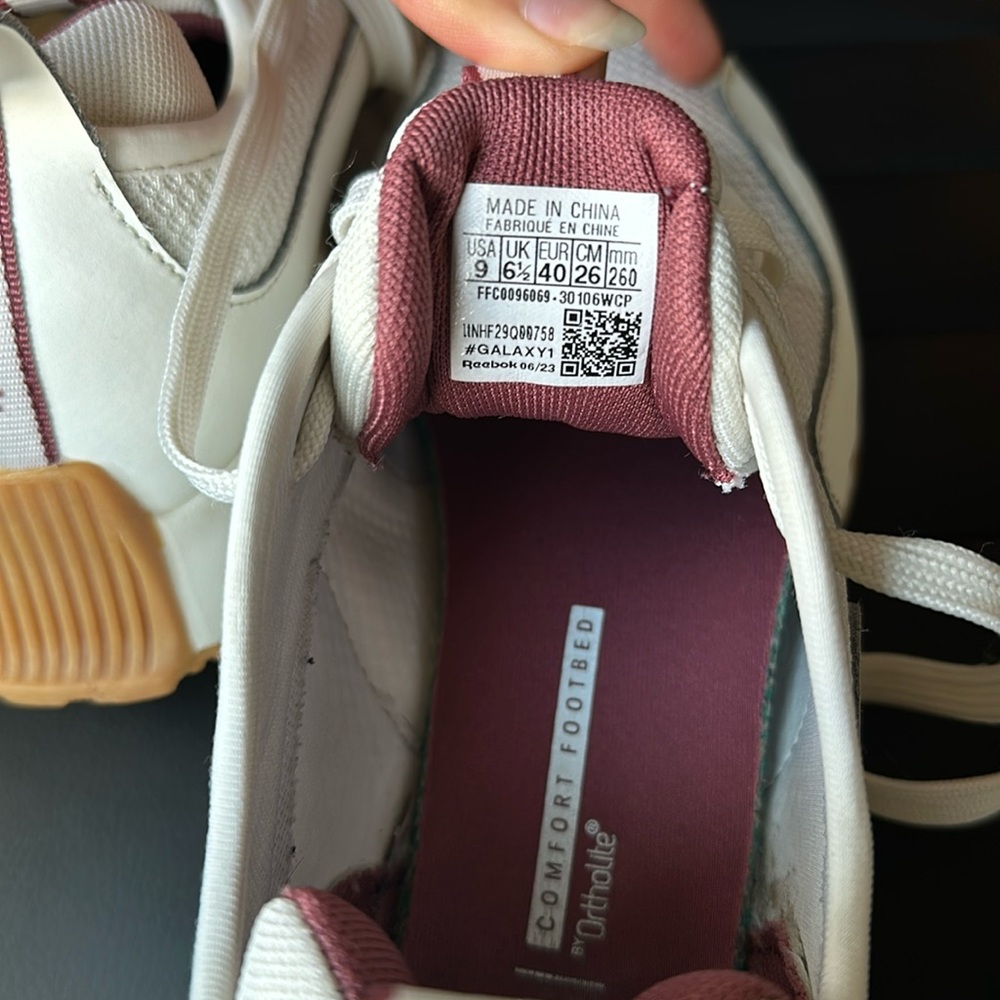 MADE IN CHINA
FABRIQUÉ EN CHINE
USA UK EUR CM mm
9 6½ 40 26 260
FFC0096069-30106WCP
#GALAXY1
Reebok 06/23
COMFORT FOOTBED
BY Ortholite®